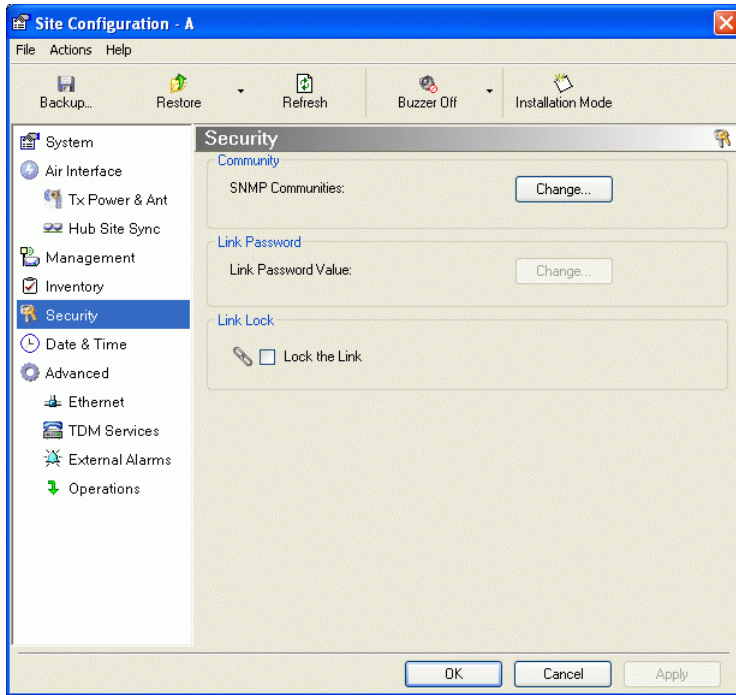 Site Configuration - A
File Actions Help
Backup... Restore Refresh Buzzer Off Installation Mode
System
Air Interface
Tx Power & Ant
Hub Site Sync
Management
Inventory
Security
Date & Time
Advanced
Ethernet
TDM Services
External Alarms
Operations
Security
Community
SNMP Communities: Change...
Link Password
Link Password Value: Change...
Link Lock
Lock the Link
OK Cancel Apply